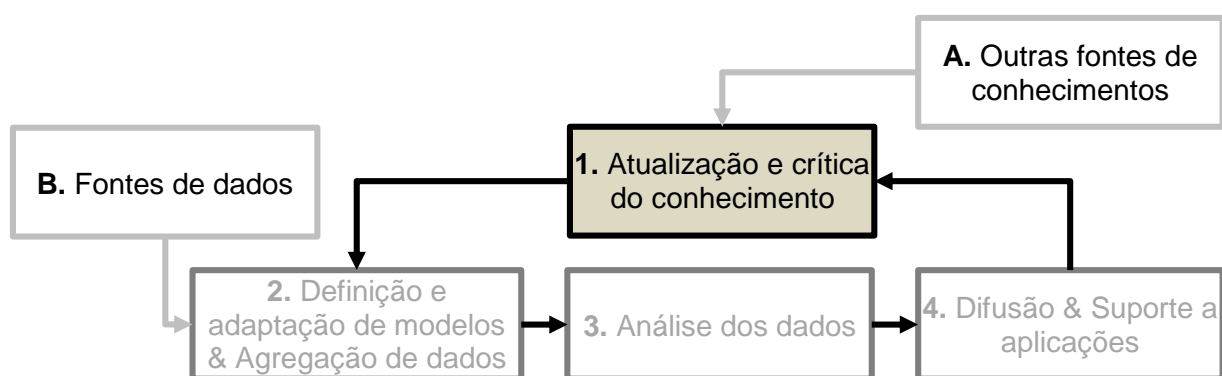 A. Outras fontes de
conhecimentos
B. Fontes de dados
1. Atualização e crítica
do conhecimento
2. Definição e
adaptação de modelos
& Agregação de dados
3. Análise dos dados
4. Difusão & Suporte a
aplicações